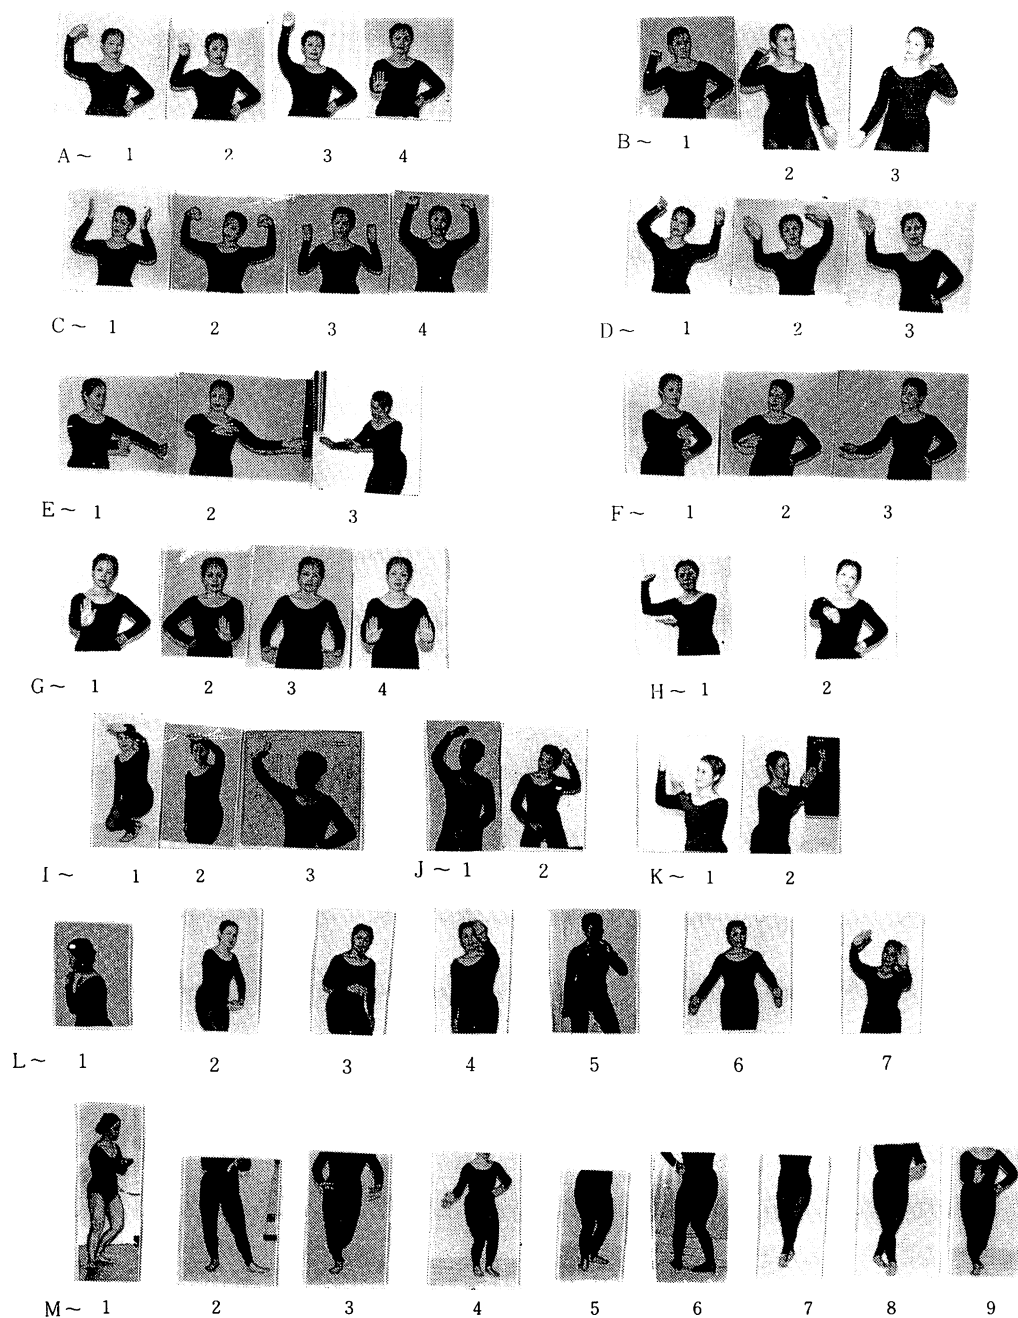 A～ 1 2 3 4
B～ 1 2 3
C～ 1 2 3 4
D～ 1 2 3
E～ 1 2 3
F～ 1 2 3
G～ 1 2 3 4
H～ 1 2
I～ 1 2 3
J～ 1 2
K～ 1 2
L～ 1 2 3 4 5 6 7
M～ 1 2 3 4 5 6 7 8 9